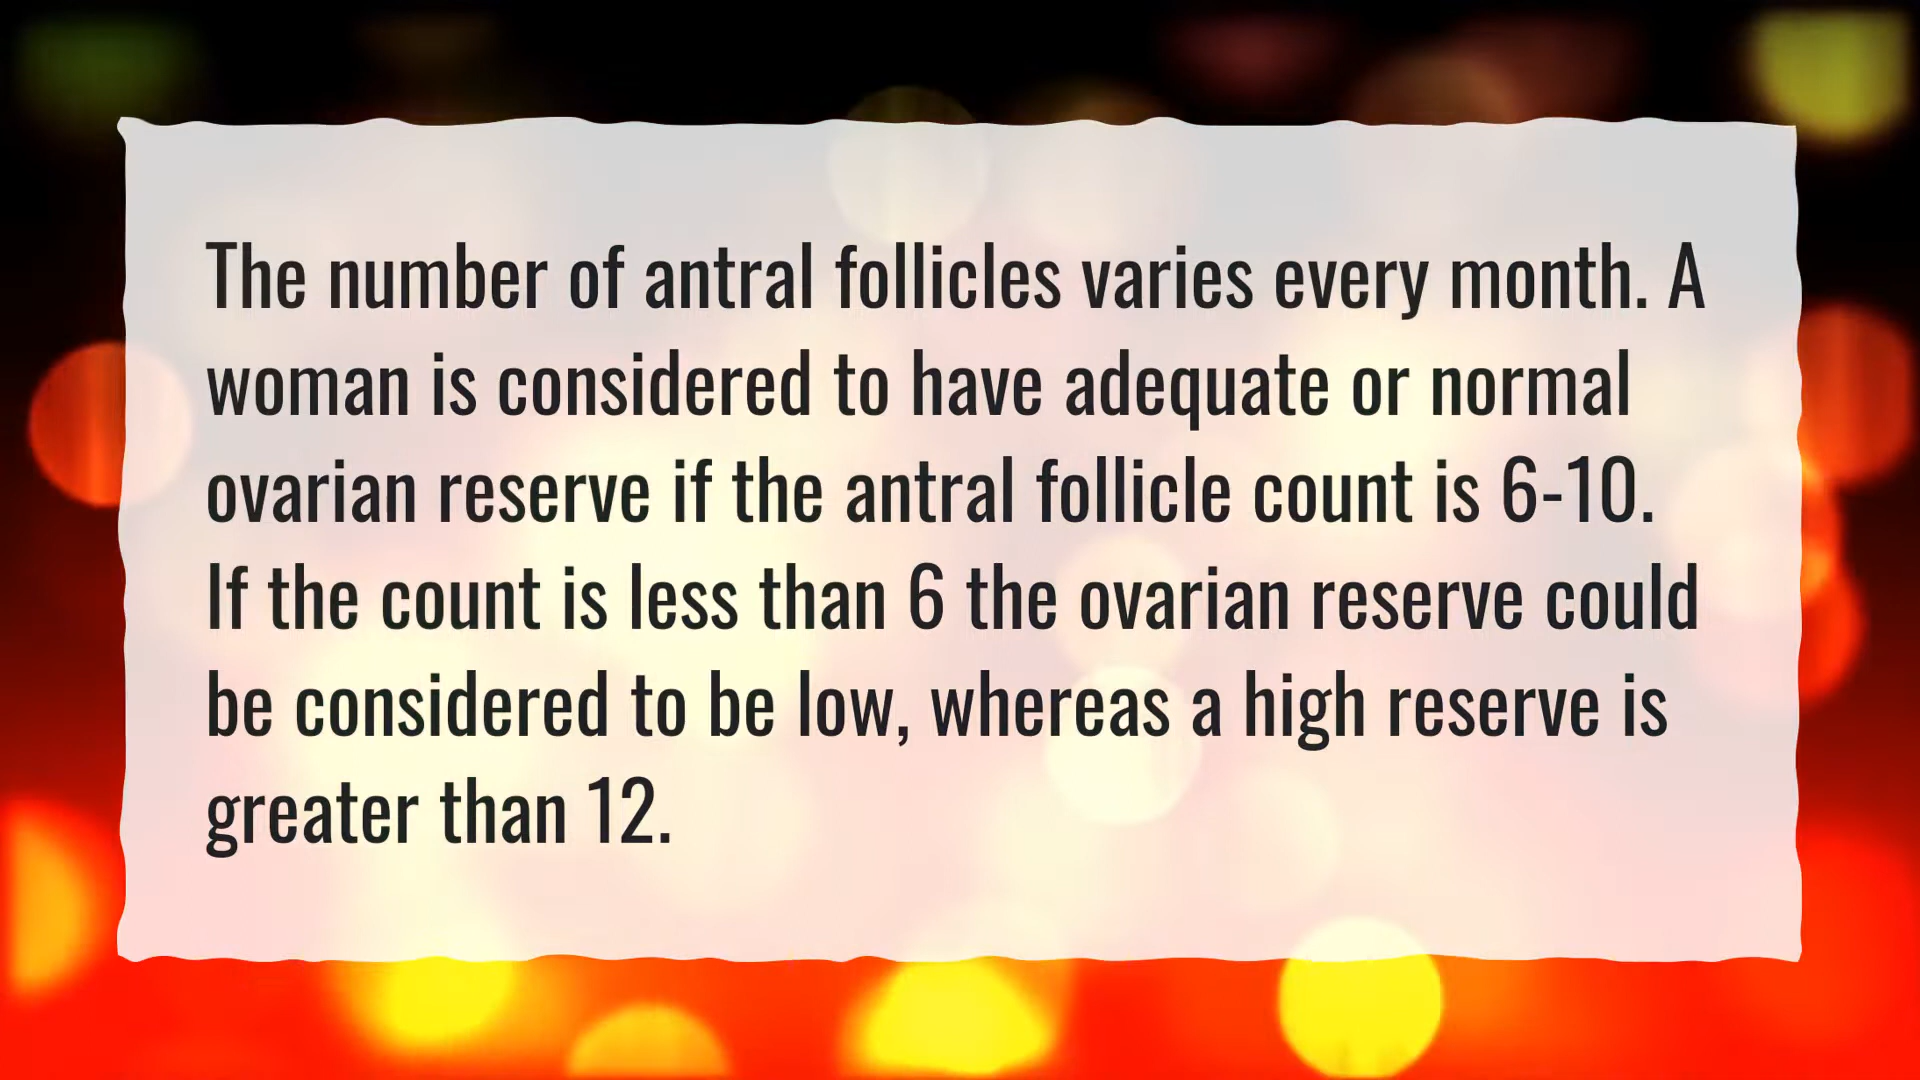 The number of antral follicles varies every month. A
woman is considered to have adequate or normal
ovarian reserve if the antral follicle count is 6-10.
If the count is less than 6 the ovarian reserve could
be considered to be low, whereas a high reserve is
greater than 12.